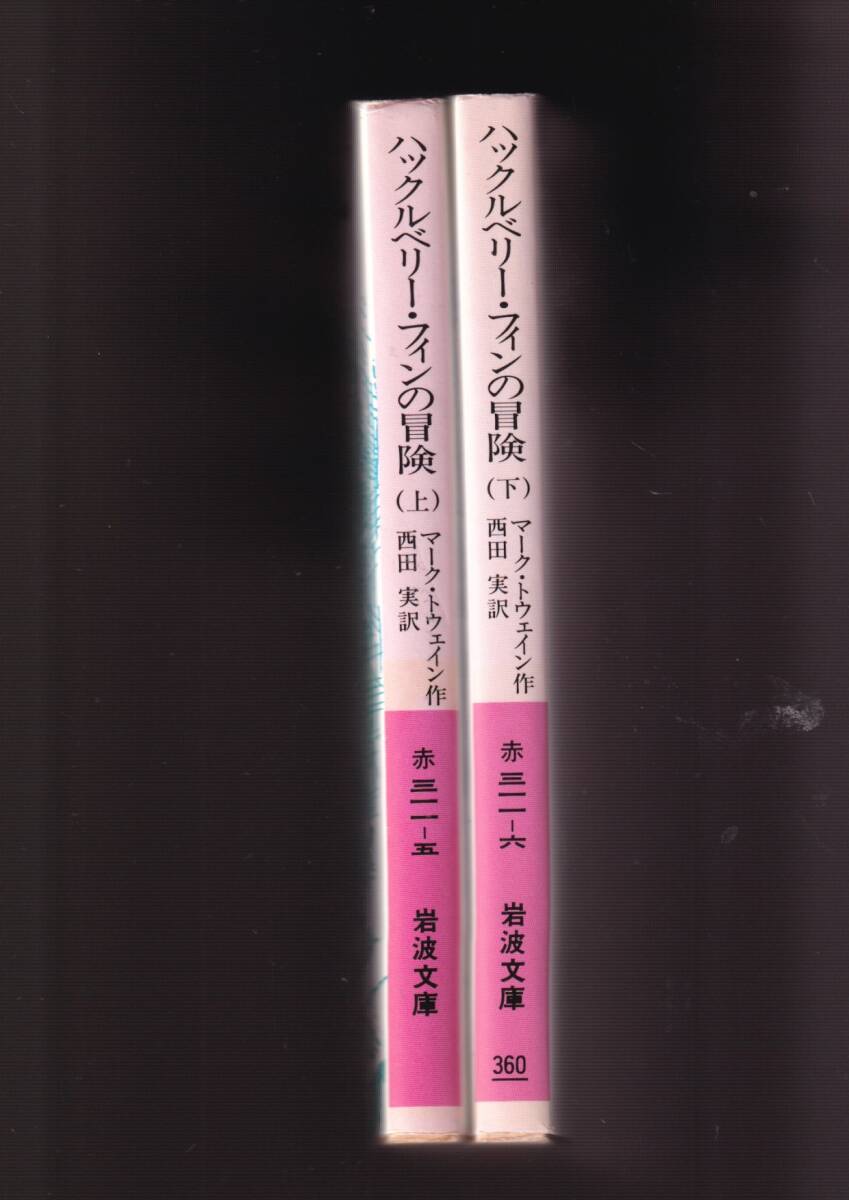 ハックルベリー・フィンの冒険(上)
マーク・トウェイン作
西田 実訳
赤 三一一-五
岩波文庫
ハックルベリー・フィンの冒険(下)
マーク・トウェイン作
西田 実訳
赤 三一一-六
岩波文庫
360